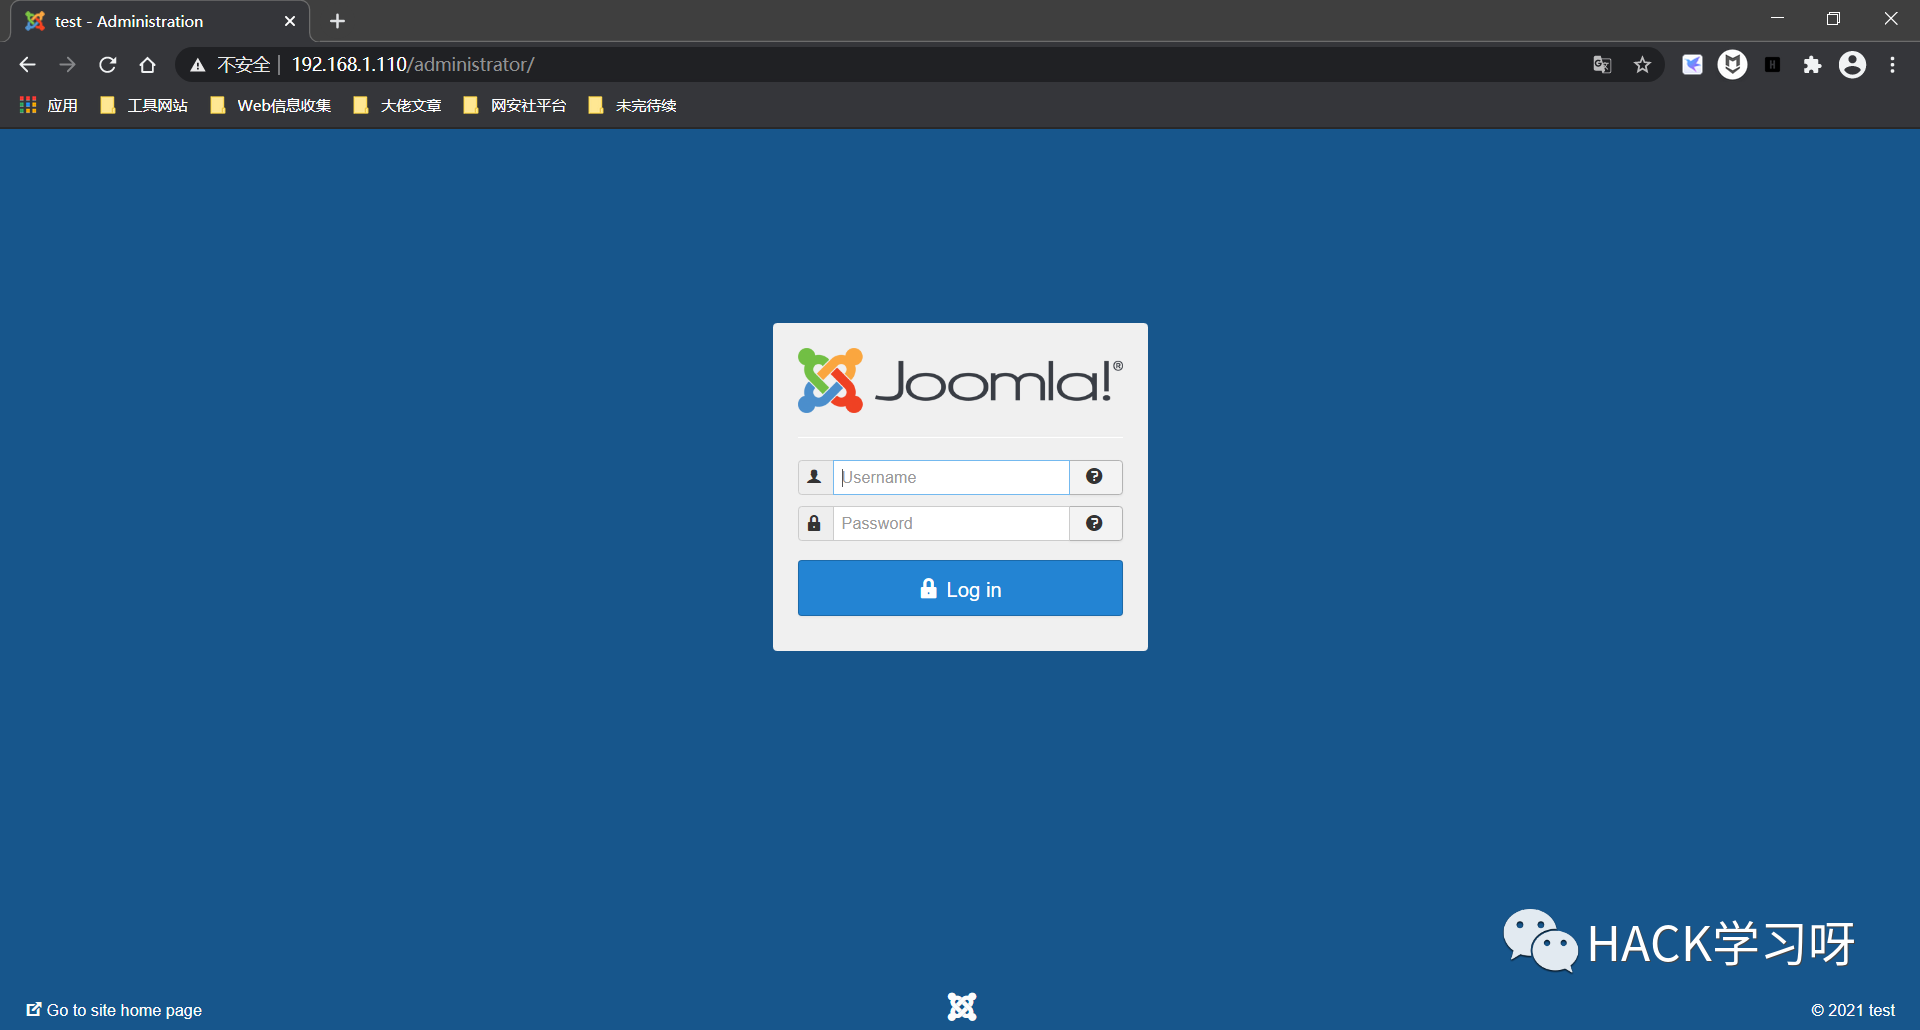 test - Administration
不安全 192.168.1.110/administrator/
应用 工具网站 Web信息收集 大佬文章 网安社平台 未完待续
Joomla!®
Username
Password
Log in
HACK学习呀
Go to site home page
© 2021 test